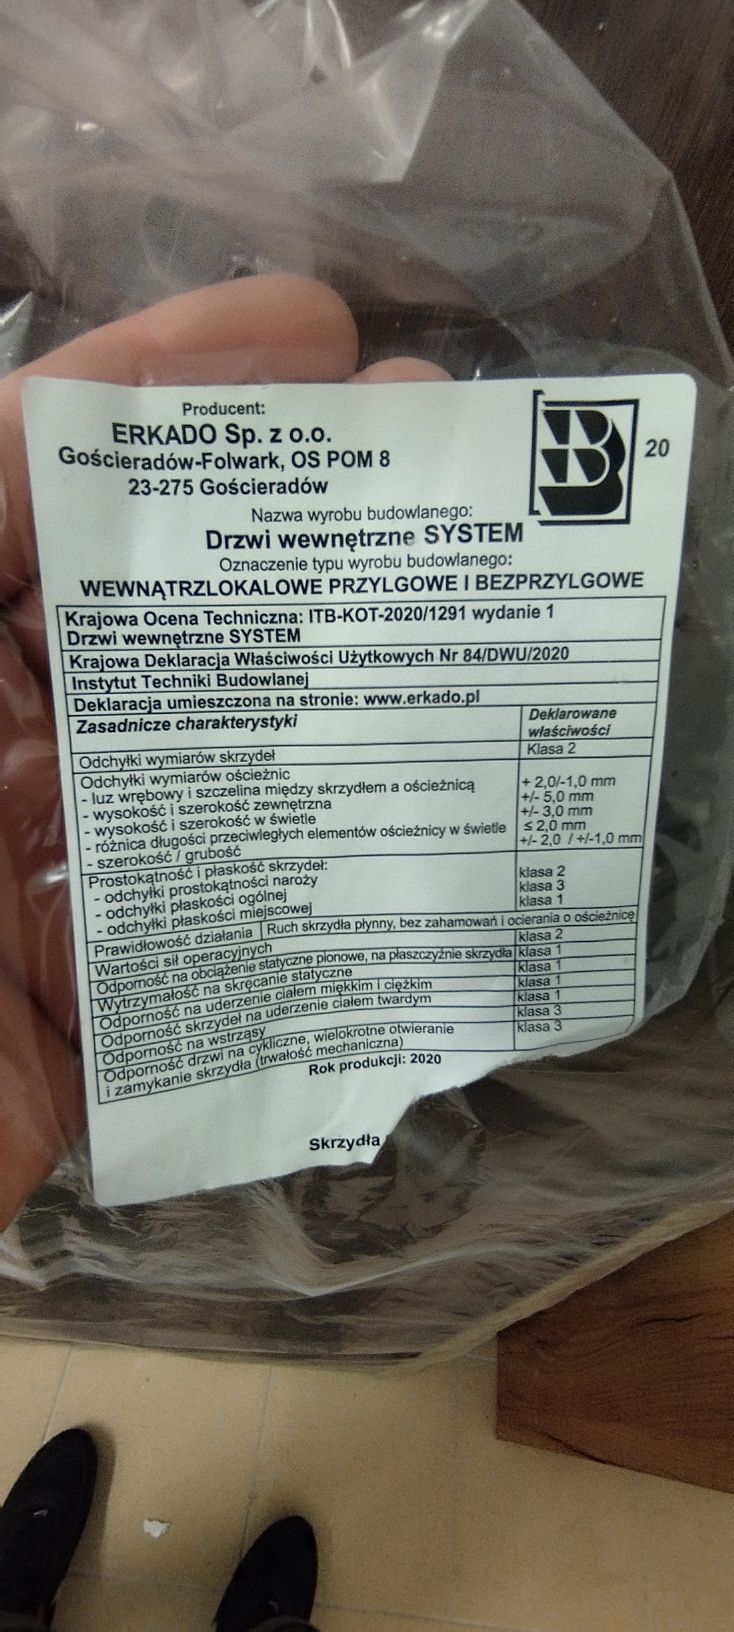 Producent:
ERKADO Sp. z o.o.
Gościeradów-Folwark, OS POM 8
23-275 Gościeradów
B 20
Nazwa wyrobu budowlanego:
Drzwi wewnętrzne SYSTEM
Oznaczenie typu wyrobu budowlanego:
WEWNĄTRZLOKALOWE PRZYLGOWE I BEZPRZYLGOWE
Krajowa Ocena Techniczna: ITB-KOT-2020/1291 wydanie 1
Drzwi wewnętrzne SYSTEM
Krajowa Deklaracja Właściwości Użytkowych Nr 84/DWU/2020
Instytut Techniki Budowlanej
Deklaracja umieszczona na stronie: www.erkado.pl
Zasadnicze charakterystyki
Deklarowane
właściwości
Odchyłki wymiarów skrzydeł Klasa 2
Odchyłki wymiarów ościeżnic
- luz wrębowy i szczelina między skrzydłem a ościeżnicą + 2,0/-1,0 mm
- wysokość i szerokość zewnętrzna +/- 5,0 mm
- wysokość i szerokość w świetle +/- 3,0 mm
- różnica długości przeciwległych elementów ościeżnicy w świetle ≤ 2,0 mm
- szerokość / grubość +/- 2,0 / +/-1,0 mm
Prostokątność i płaskość skrzydeł:
- odchyłki prostokątności naroży klasa 2
- odchyłki płaskości ogólnej klasa 3
- odchyłki płaskości miejscowej klasa 1
Prawidłowość działania Ruch skrzydła płynny, bez zahamowań i ocierania o ościeżnicę
Wartości sił operacyjnych klasa 2
Odporność na obciążenie statyczne pionowe, na płaszczyźnie skrzydła klasa 1
Wytrzymałość na skręcanie statyczne klasa 1
Odporność na uderzenie ciałem miękkim i ciężkim klasa 1
Odporność skrzydeł na uderzenie ciałem twardym klasa 1
Odporność na wstrząsy klasa 3
Odporność drzwi na cykliczne, wielokrotne otwieranie klasa 3
i zamykanie skrzydła (trwałość mechaniczna)
Rok produkcji: 2020
Skrzydła